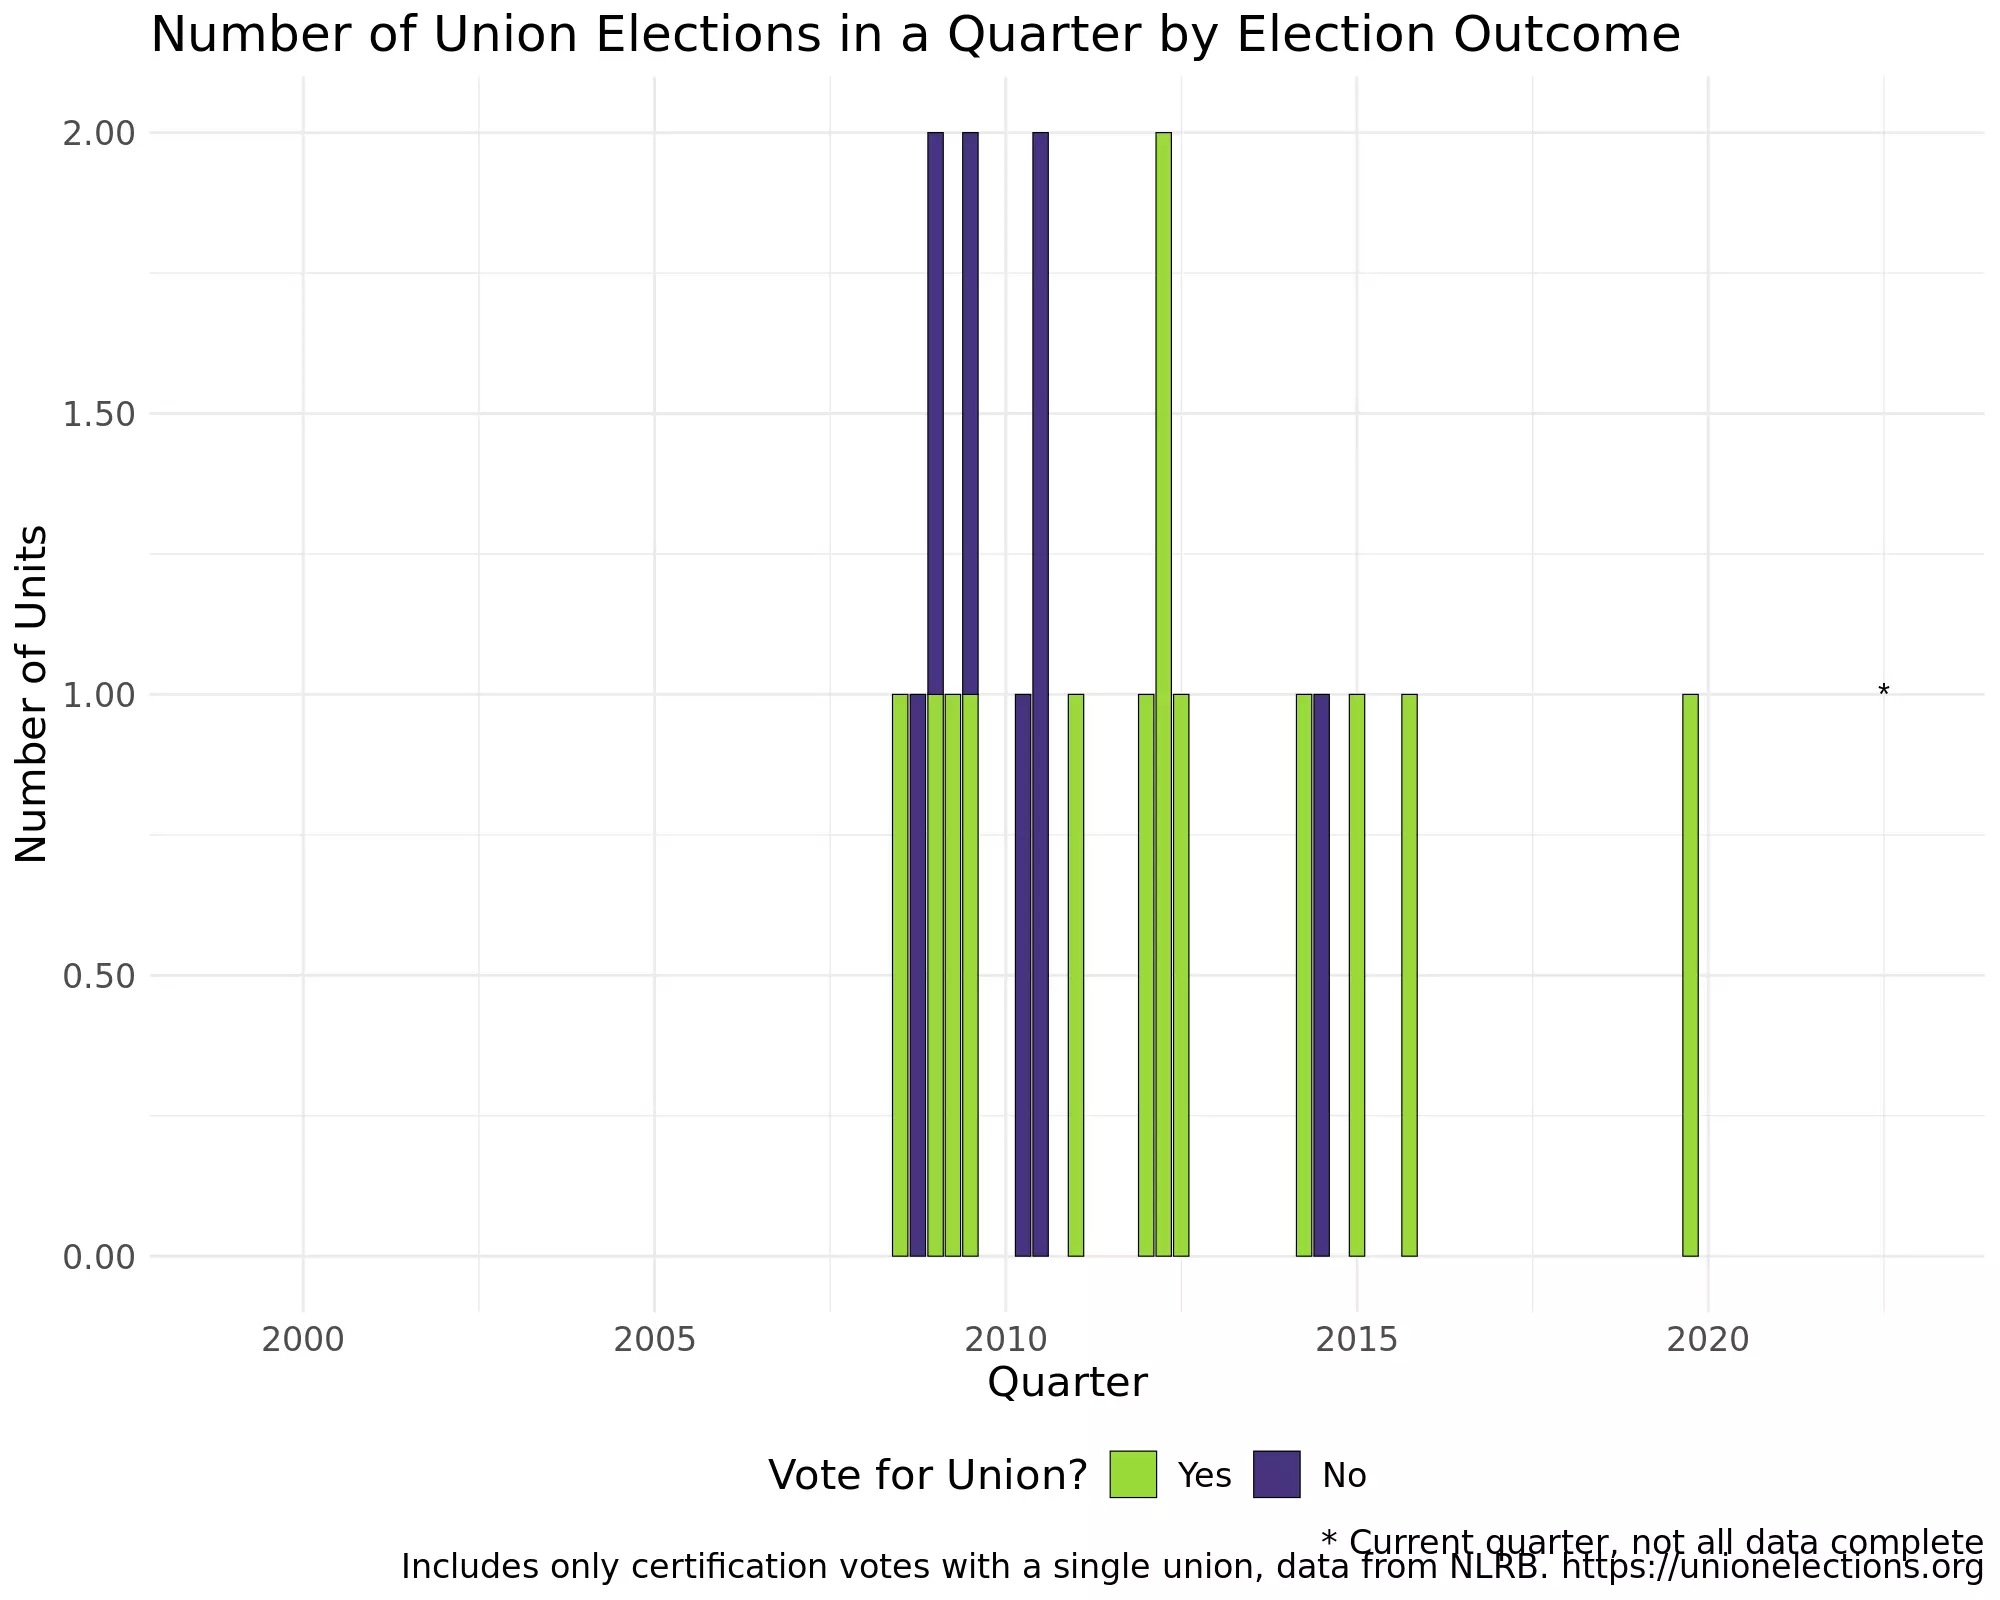 Number of Union Elections in a Quarter by Election Outcome
2.00
1.50
1.00
0.50
0.00
Number of Units
*
2000 2005 2010 2015 2020
Quarter
Vote for Union? Yes No
* Current quarter, not all data complete
Includes only certification votes with a single union, data from NLRB. https://unionelections.org